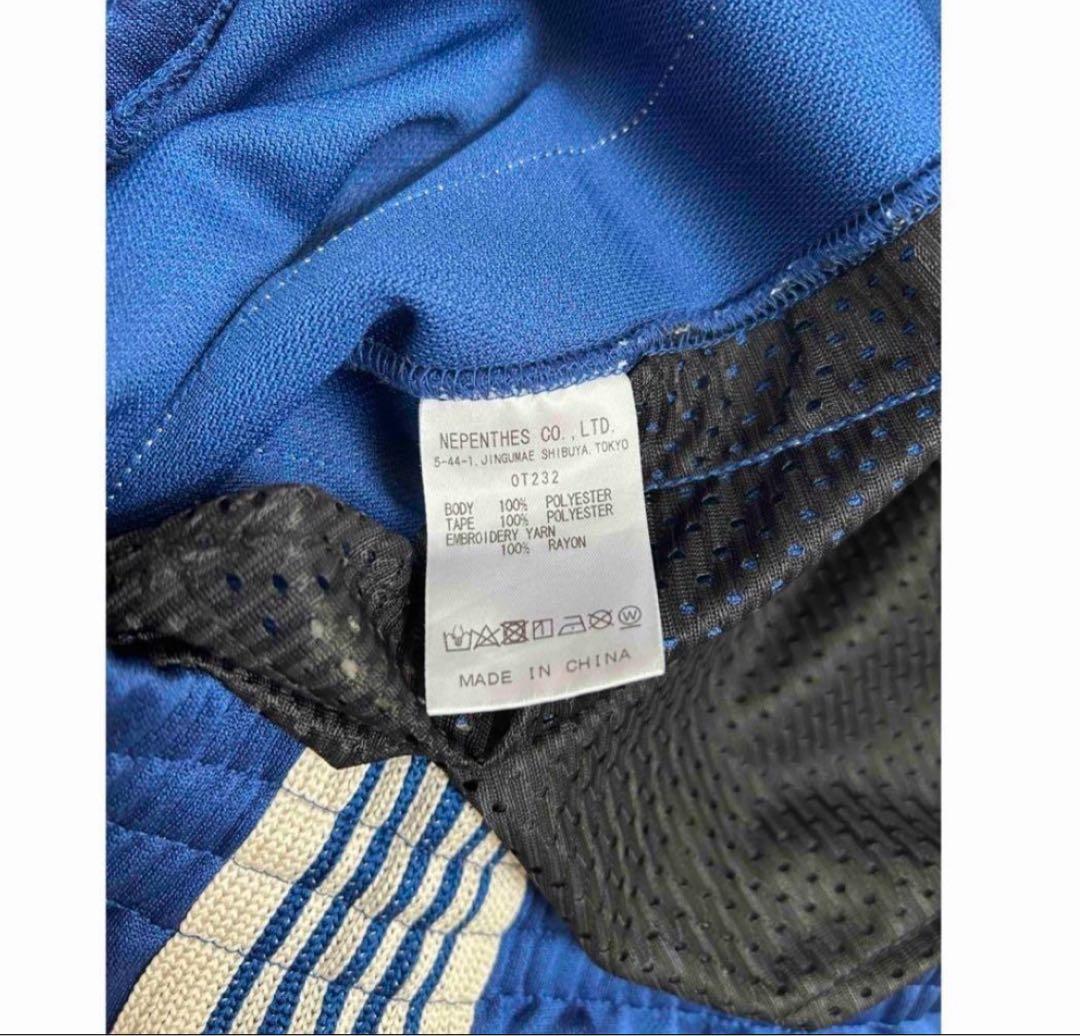 NEPENTHES CO.,LTD.
5-44-1,JINGUMAE SHIBUYA,TOKYO
OT232
BODY 100% POLYESTER
TAPE 100% POLYESTER
EMBROIDERY YARN
100% RAYON
W
MADE IN CHINA